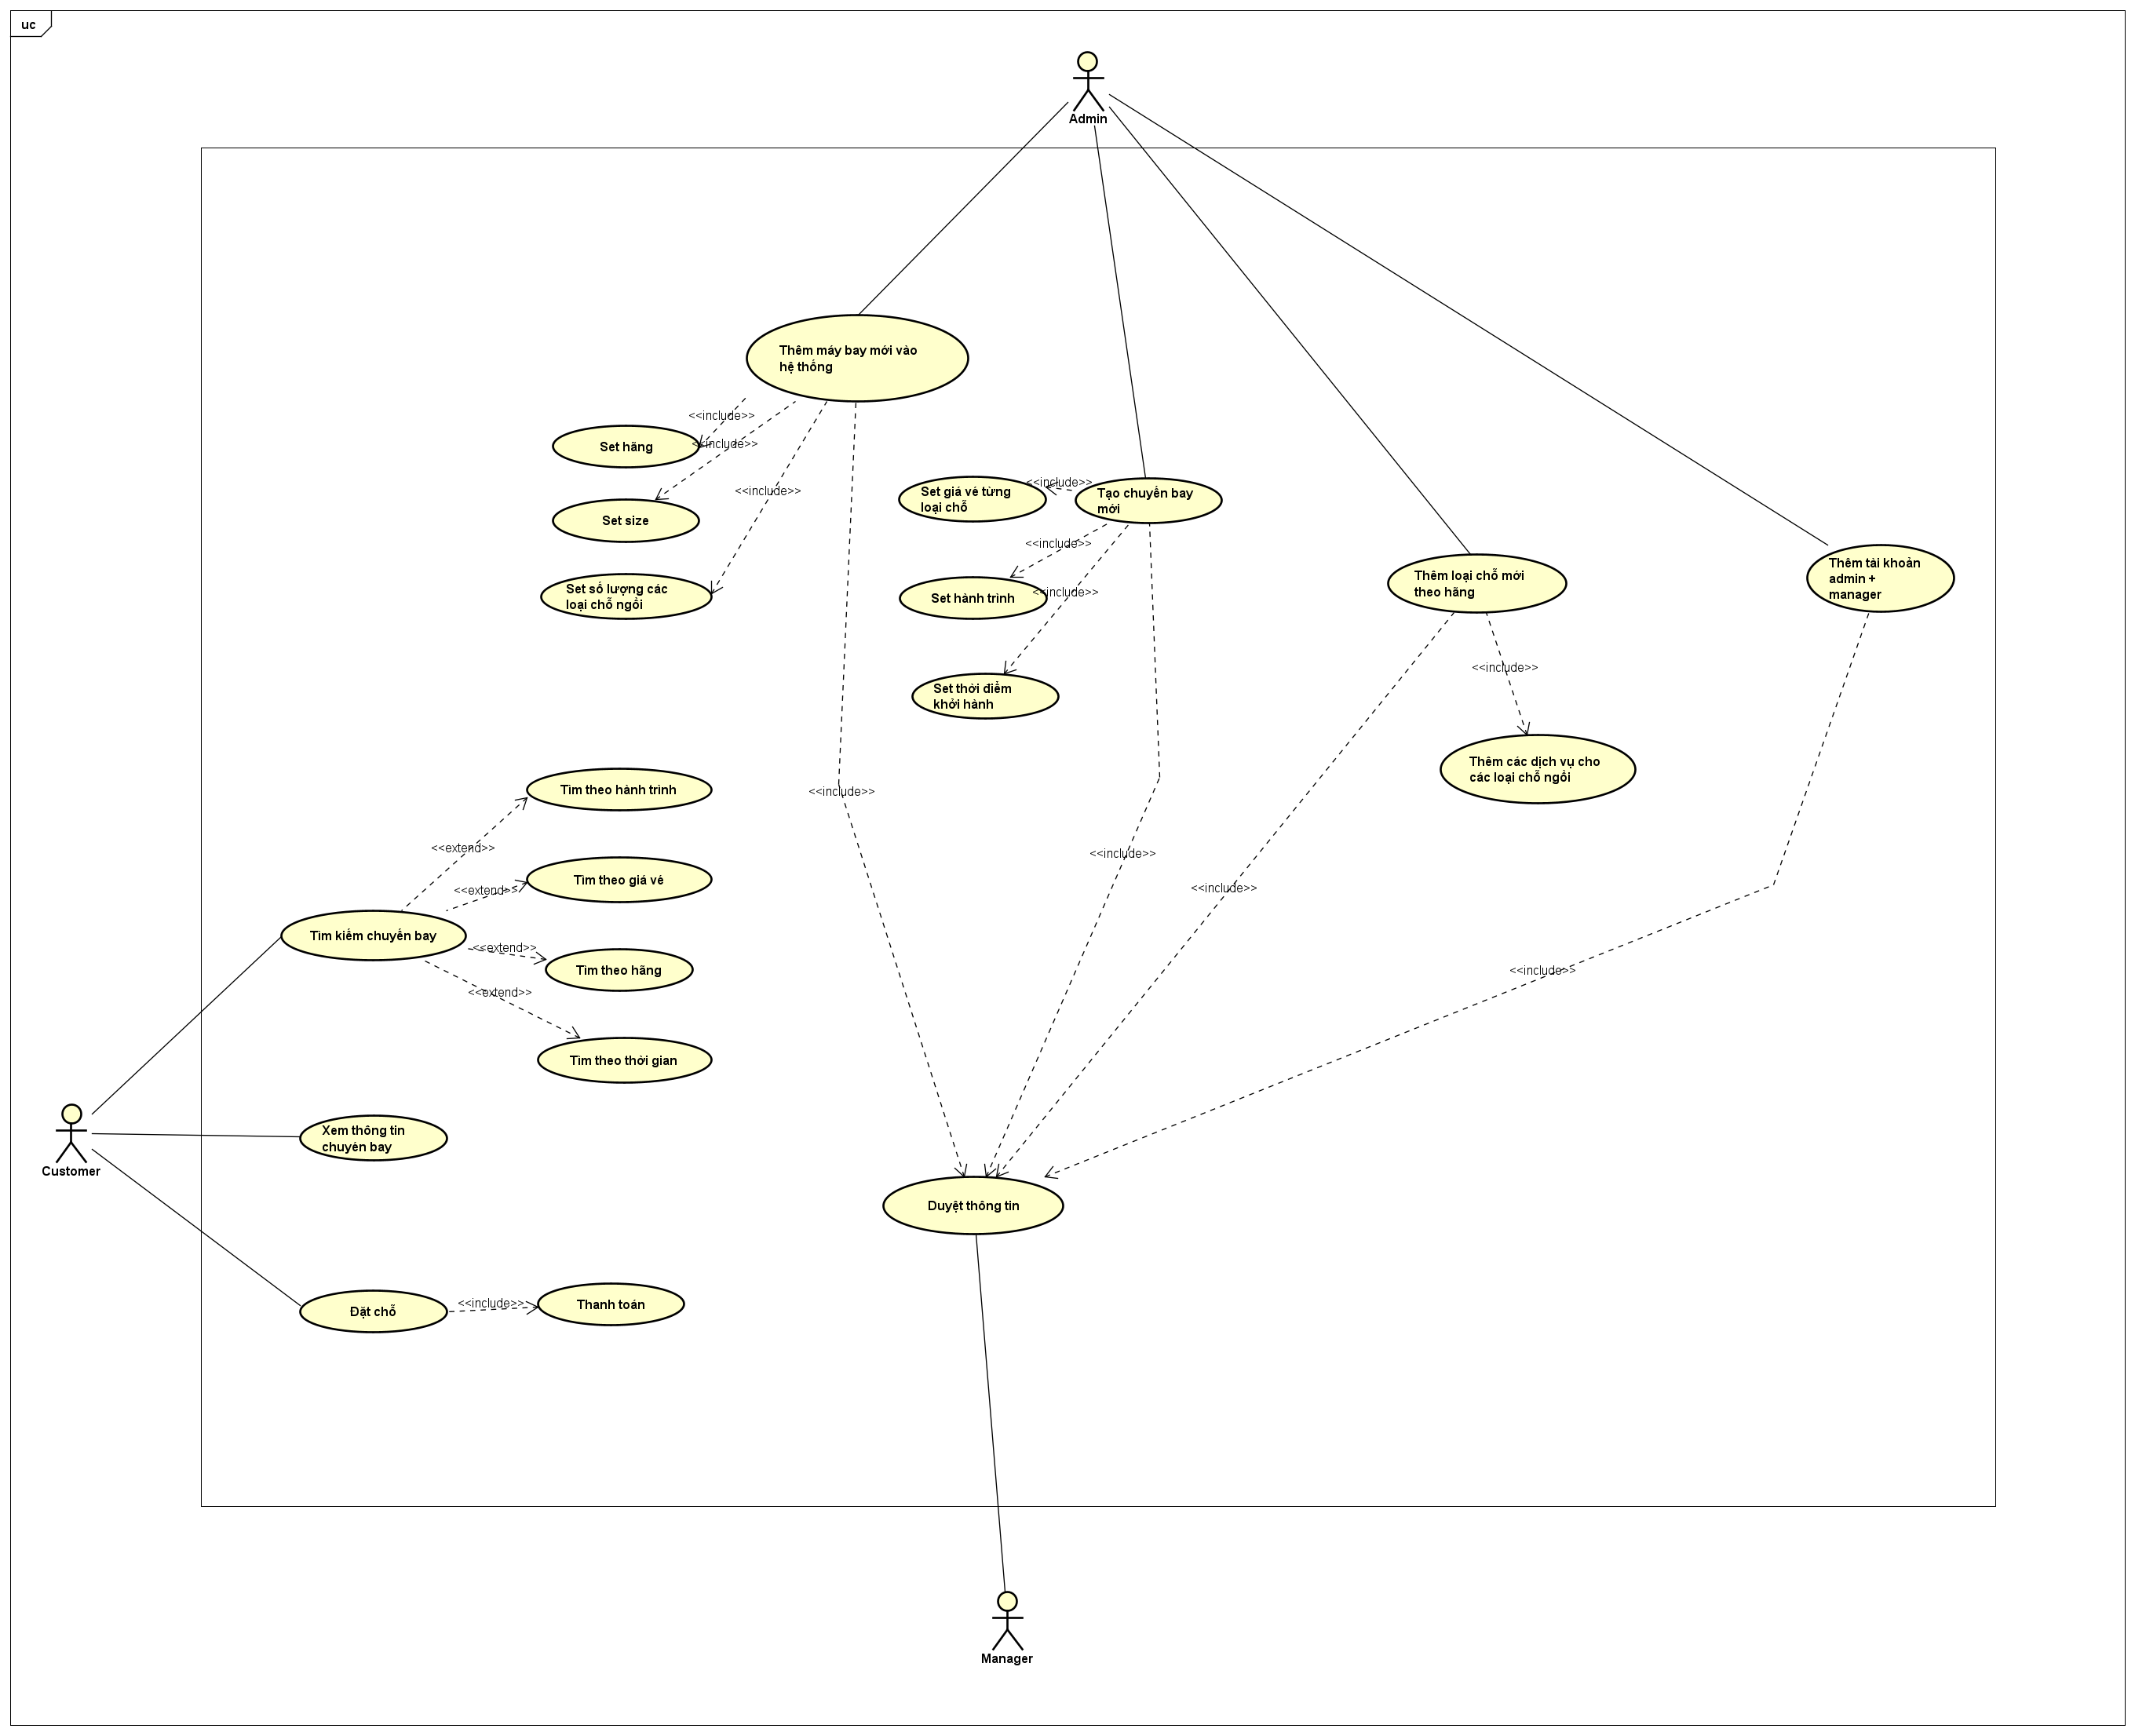 uc
Admin
Thêm máy bay mới vào
hệ thống
<<include>>
Set hãng
<<include>>
Set size
<<include>>
Set số lượng các
loại chỗ ngồi
<<include>>
Set giá vé từng
loại chỗ
Tạo chuyến bay
mới
<<include>>
Set hành trình
<<include>>
Set thời điểm
khởi hành
Thêm loại chỗ mới
theo hãng
Thêm tài khoản
admin +
manager
<<include>>
Thêm các dịch vụ cho
các loại chỗ ngồi
Tìm theo hành trình
<<include>>
<<extend>>
<<include>>
Tìm theo giá vé
<<extend>>
<<include>>
Tìm kiếm chuyến bay
<<extend>>
Tìm theo hãng
<<include>>
<<extend>>
Tìm theo thời gian
Xem thông tin
chuyến bay
Customer
Duyệt thông tin
Đặt chỗ
<<include>>
Thanh toán
Manager